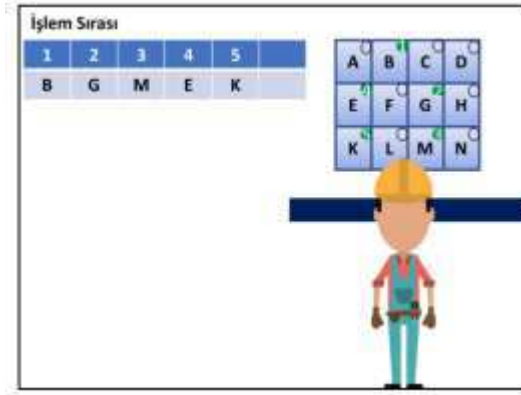 İşlem Sırası
1 2 3 4 5
B G M E K
A B C D
E F G H
K L M N